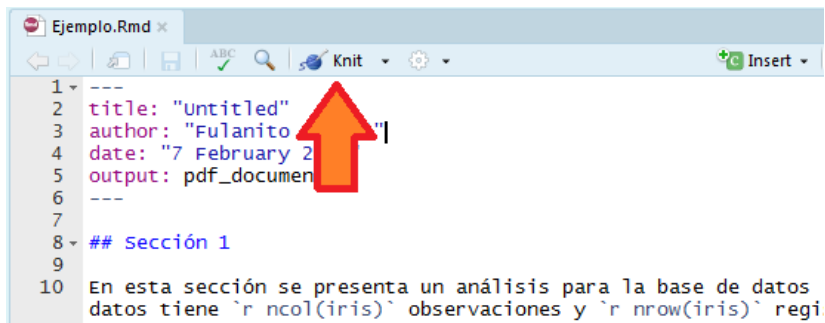 Rmd Ejemplo.Rmd ×
ABC Knit Insert
1 ---
2 title: "Untitled"
3 author: "Fulanito "
4 date: "7 February 2
5 output: pdf_documen
6 ---
7
8 ## Sección 1
9
10 En esta sección se presenta un análisis para la base de datos
datos tiene `r ncol(iris)` observaciones y `r nrow(iris)` regi